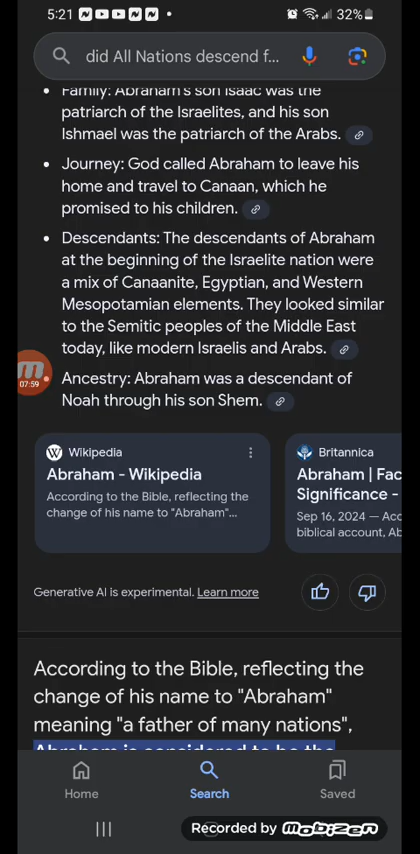 5:21
32%
did All Nations descend f...
• Family: Abraham's son Isaac was the
patriarch of the Israelites, and his son
Ishmael was the patriarch of the Arabs.
• Journey: God called Abraham to leave his
home and travel to Canaan, which he
promised to his children.
• Descendants: The descendants of Abraham
at the beginning of the Israelite nation were
a mix of Canaanite, Egyptian, and Western
Mesopotamian elements. They looked similar
to the Semitic peoples of the Middle East
today, like modern Israelis and Arabs.
07:59
Ancestry: Abraham was a descendant of
Noah through his son Shem.
W Wikipedia
Abraham - Wikipedia
According to the Bible, reflecting the
change of his name to "Abraham"...
Britannica
Abraham | Fac
Significance -
Sep 16, 2024 — Acc
biblical account, Ab
Generative AI is experimental. Learn more
According to the Bible, reflecting the
change of his name to "Abraham"
meaning "a father of many nations",
Abraham is considered to be the
Home
Search
Saved
Recorded by mobizen